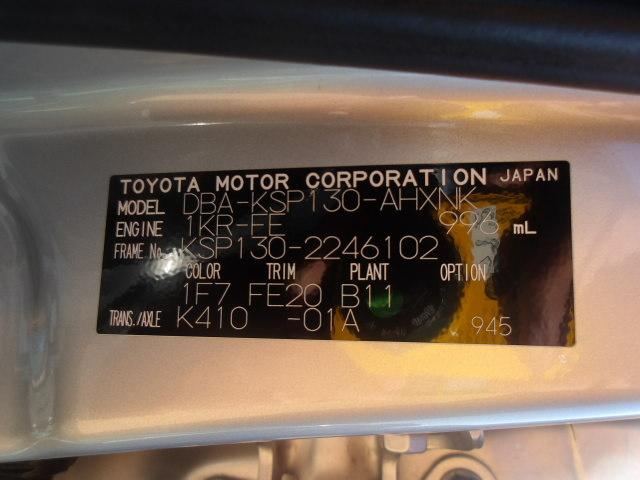 TOYOTA MOTOR CORPORATION JAPAN
MODEL DBA-KSP130-AHXNK
ENGINE 1KR-FE 996 mL
FRAME No. KSP130-2246102
COLOR TRIM PLANT OPTION
1F7 FE20 B11
TRANS./AXLE K410 -01A 945